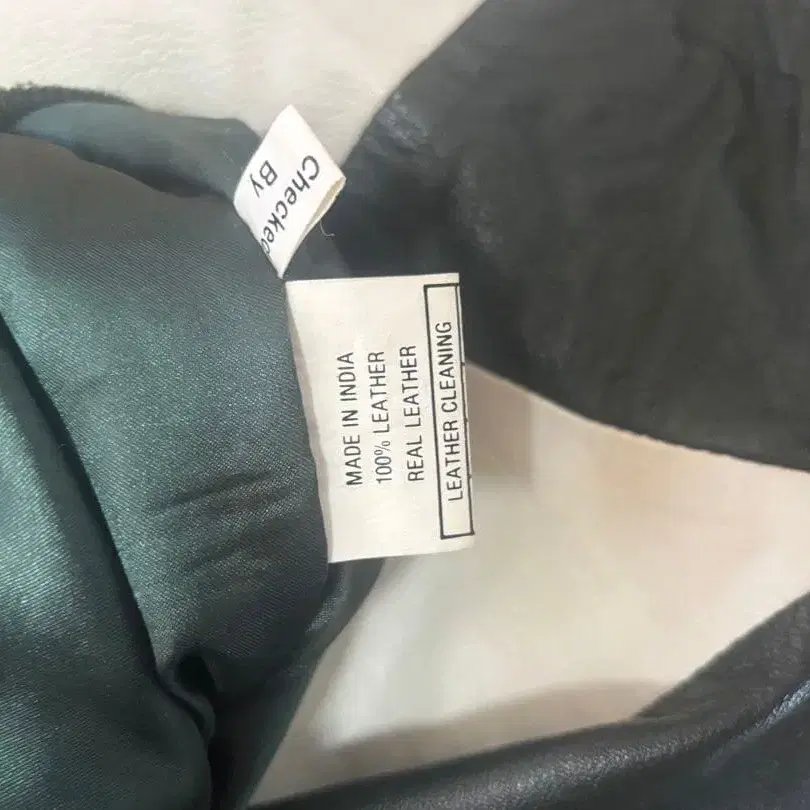 Checked
By
MADE IN INDIA
100% LEATHER
REAL LEATHER
LEATHER CLEANING